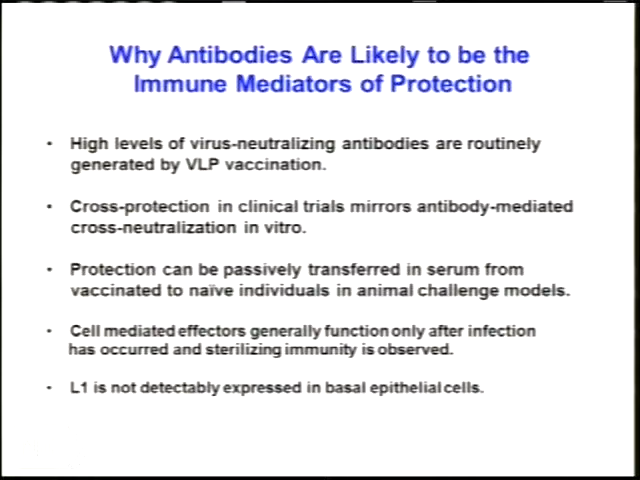 Why Antibodies Are Likely to be the
Immune Mediators of Protection
• High levels of virus-neutralizing antibodies are routinely
generated by VLP vaccination.
• Cross-protection in clinical trials mirrors antibody-mediated
cross-neutralization in vitro.
• Protection can be passively transferred in serum from
vaccinated to naïve individuals in animal challenge models.
• Cell mediated effectors generally function only after infection
has occurred and sterilizing immunity is observed.
• L1 is not detectably expressed in basal epithelial cells.